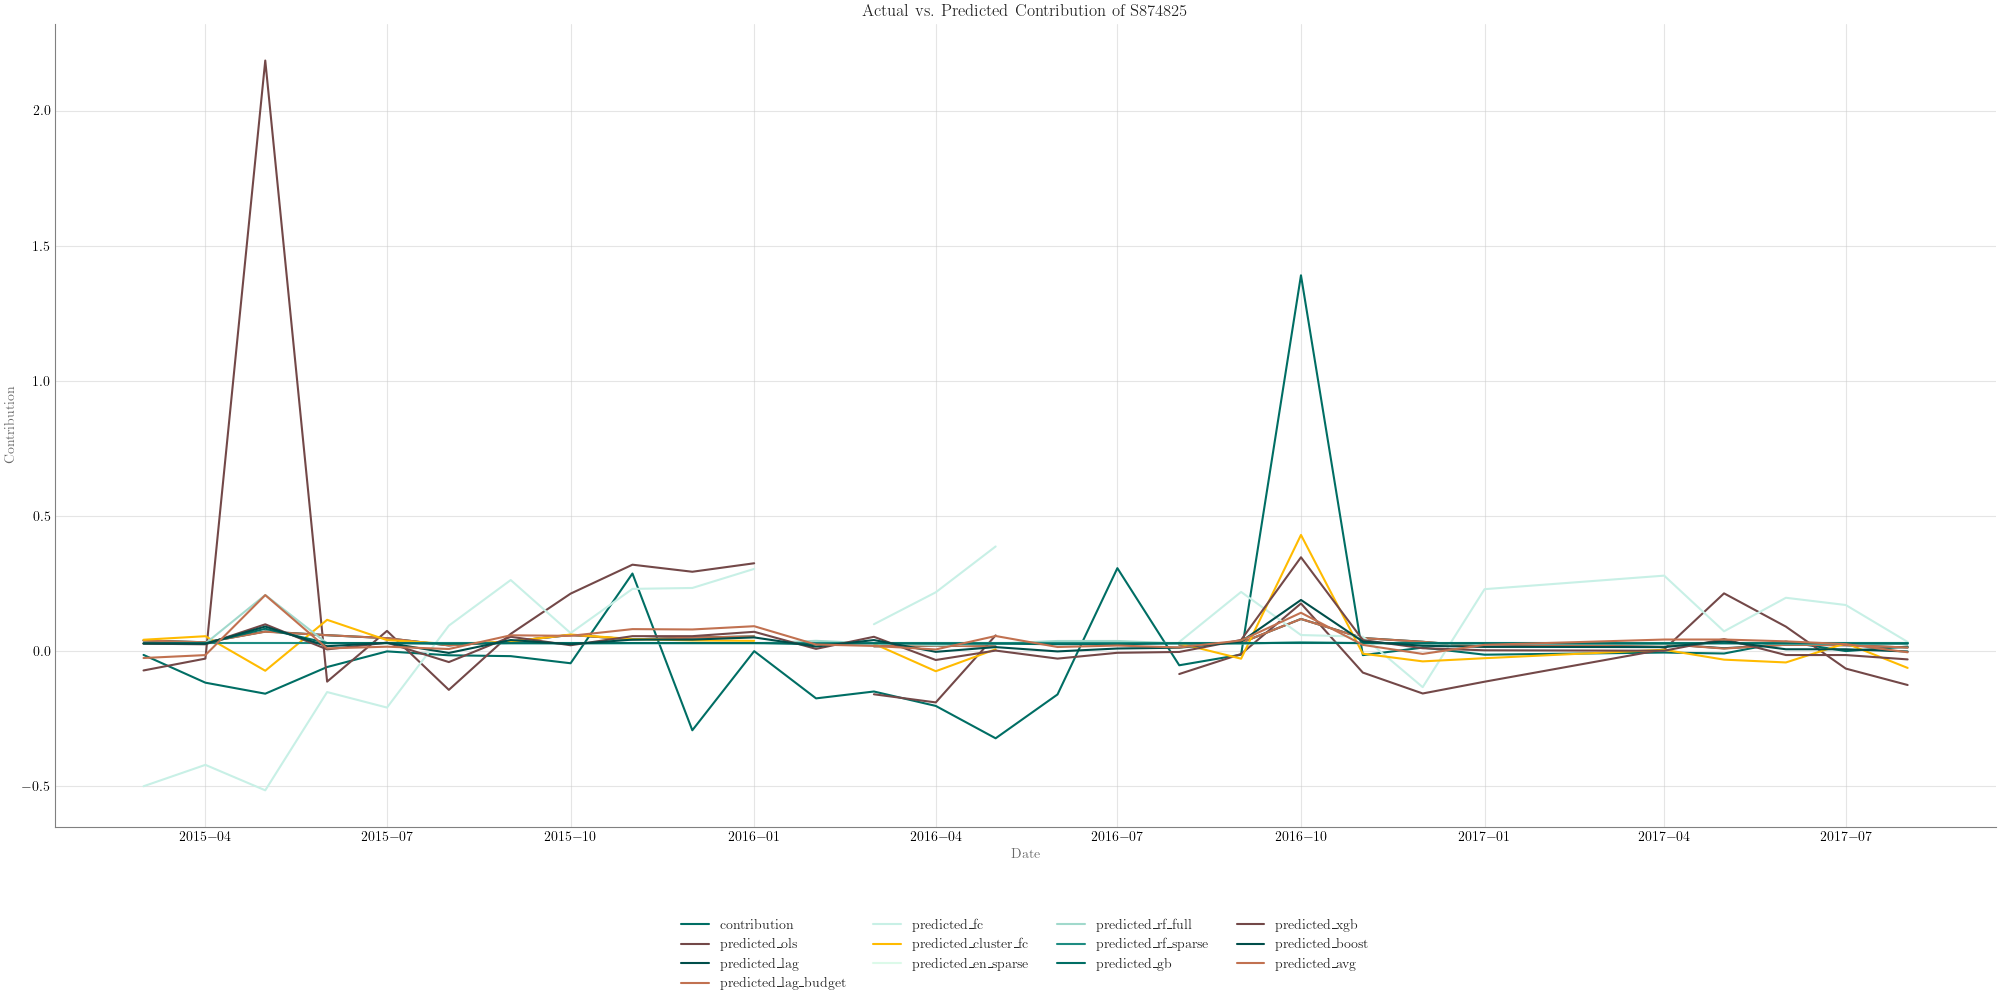 Actual vs. Predicted Contribution of S874825
2.0
1.5
1.0
0.5
0.0
−0.5
Contribution
2015−04
2015−07
2015−10
2016−01
2016−04
2016−07
2016−10
2017−01
2017−04
2017−07
Date
contribution
predicted_ols
predicted_lag
predicted_lag_budget
predicted_fc
predicted_cluster_fc
predicted_en_sparse
predicted_rf_full
predicted_rf_sparse
predicted_gb
predicted_xgb
predicted_boost
predicted_avg